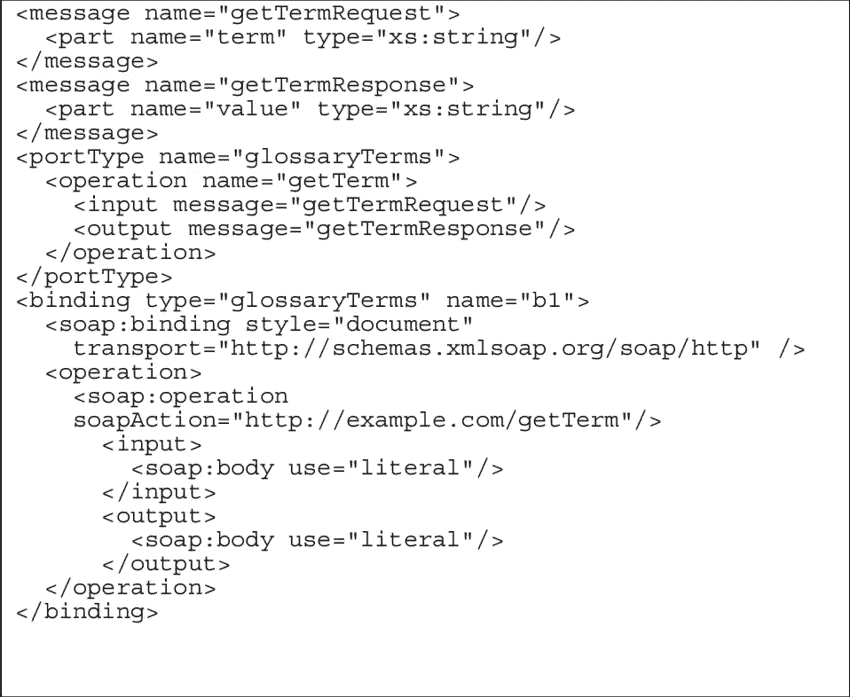 <message name="getTermRequest">
  <part name="term" type="xs:string"/>
</message>
<message name="getTermResponse">
  <part name="value" type="xs:string"/>
</message>
<portType name="glossaryTerms">
  <operation name="getTerm">
    <input message="getTermRequest"/>
    <output message="getTermResponse"/>
  </operation>
</portType>
<binding type="glossaryTerms" name="b1">
  <soap:binding style="document"
    transport="http://schemas.xmlsoap.org/soap/http" />
  <operation>
    <soap:operation
    soapAction="http://example.com/getTerm"/>
      <input>
        <soap:body use="literal"/>
      </input>
      <output>
        <soap:body use="literal"/>
      </output>
  </operation>
</binding>